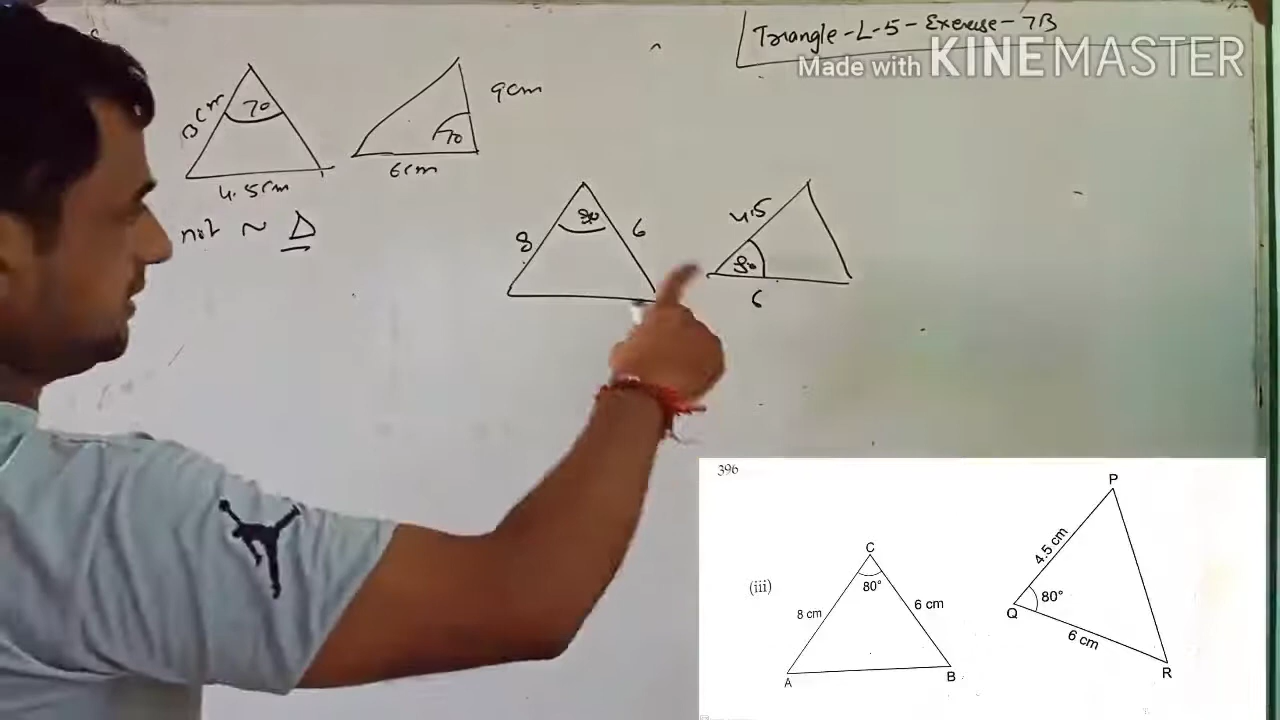 Triangle-L-5-Exercise-7B
Made with KINEMASTER
3cm
70
4.5cm
9cm
70
6cm
not ~ Δ
8
80
6
4.5
80
6
396
(iii)
C
80°
8 cm
6 cm
A
B
P
4.5 cm
80°
Q
6 cm
R